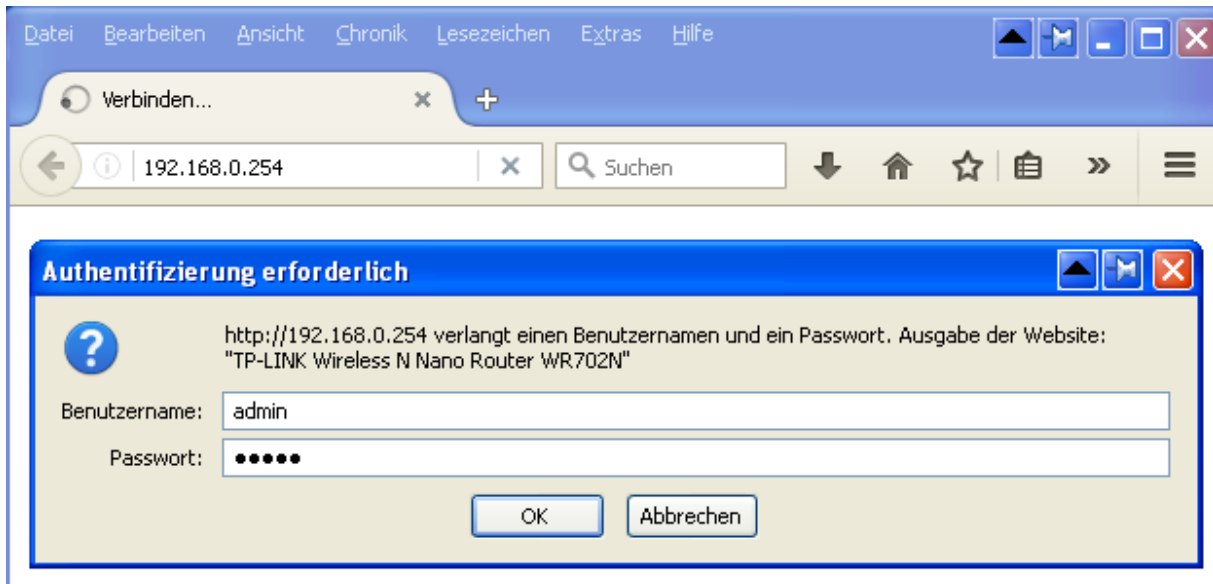 Datei Bearbeiten Ansicht Chronik Lesezeichen Extras Hilfe
Verbinden...
192.168.0.254 Suchen
Authentifizierung erforderlich
http://192.168.0.254 verlangt einen Benutzernamen und ein Passwort. Ausgabe der Website:
"TP-LINK Wireless N Nano Router WR702N"
Benutzername: admin
Passwort: •••••
OK Abbrechen